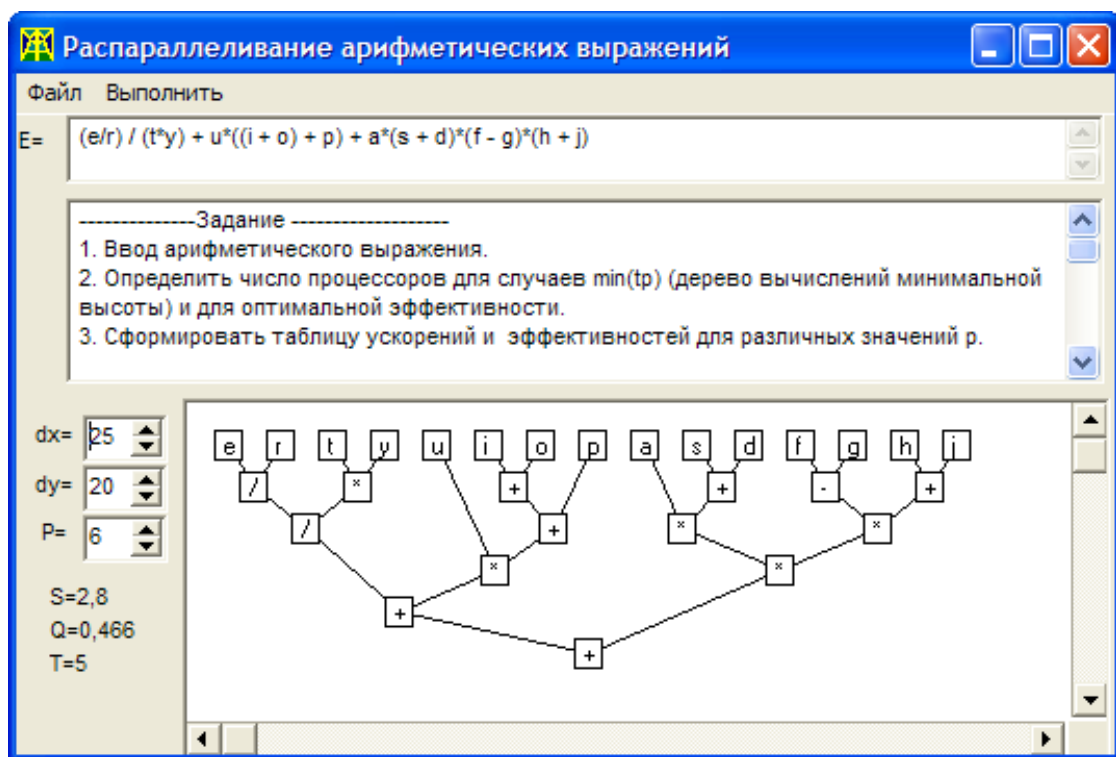 Распараллеливание арифметических выражений
Файл Выполнить
E= (e/r) / (t*y) + u*((i + o) + p) + a*(s + d)*(f - g)*(h + j)
--------------Задание -------------------
1. Ввод арифметического выражения.
2. Определить число процессоров для случаев min(tp) (дерево вычислений минимальной
высоты) и для оптимальной эффективности.
3. Сформировать таблицу ускорений и эффективностей для различных значений p.
dx= 25
dy= 20
P= 6
S=2,8
Q=0,466
T=5
e r t y u i o p a s d f g h j
/ * + + - +
/ + * *
* *
+
+